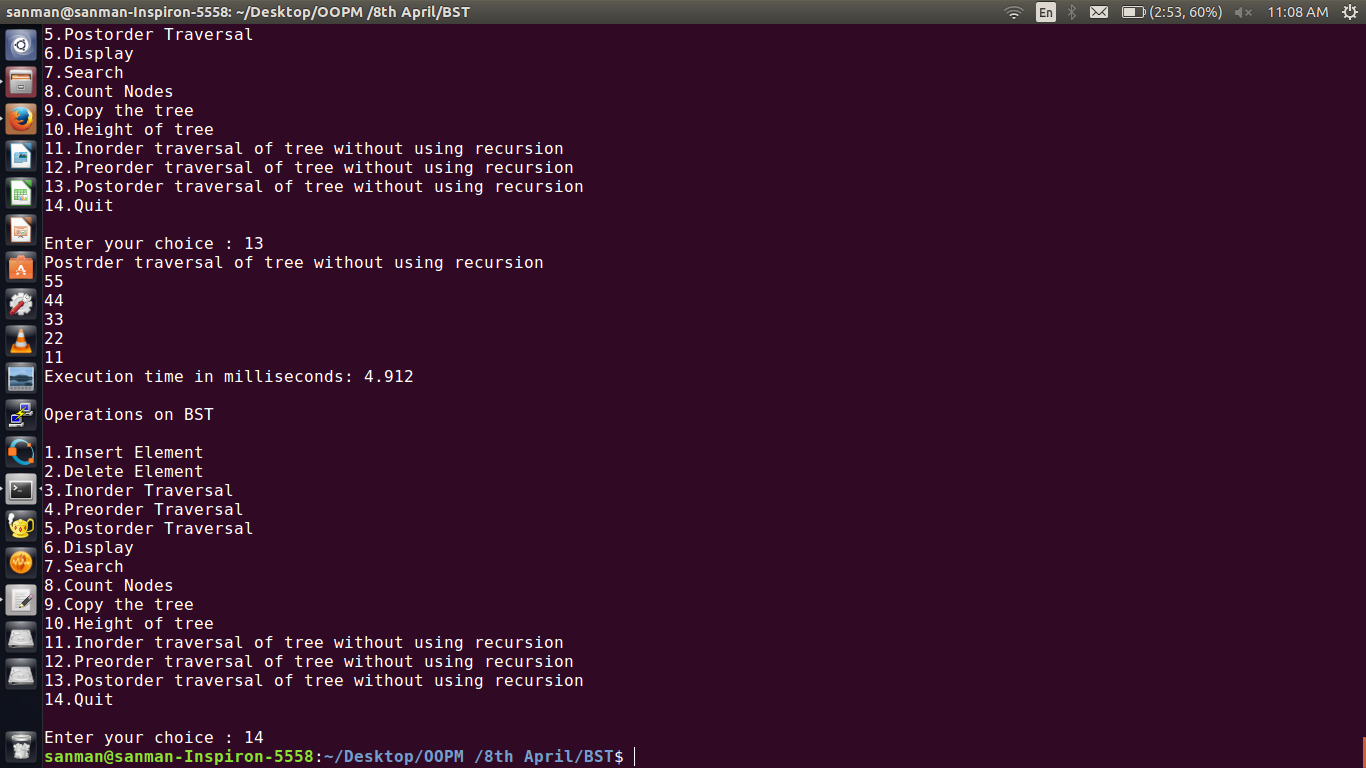 sanman@sanman-Inspiron-5558: ~/Desktop/OOPM /8th April/BST
En
(2:53, 60%)
11:08 AM
5.Postorder Traversal
6.Display
7.Search
8.Count Nodes
9.Copy the tree
10.Height of tree
11.Inorder traversal of tree without using recursion
12.Preorder traversal of tree without using recursion
13.Postorder traversal of tree without using recursion
14.Quit
Enter your choice : 13
Postrder traversal of tree without using recursion
55
44
33
22
11
Execution time in milliseconds: 4.912
Operations on BST
1.Insert Element
2.Delete Element
3.Inorder Traversal
4.Preorder Traversal
5.Postorder Traversal
6.Display
7.Search
8.Count Nodes
9.Copy the tree
10.Height of tree
11.Inorder traversal of tree without using recursion
12.Preorder traversal of tree without using recursion
13.Postorder traversal of tree without using recursion
14.Quit
Enter your choice : 14
sanman@sanman-Inspiron-5558:~/Desktop/OOPM /8th April/BST$